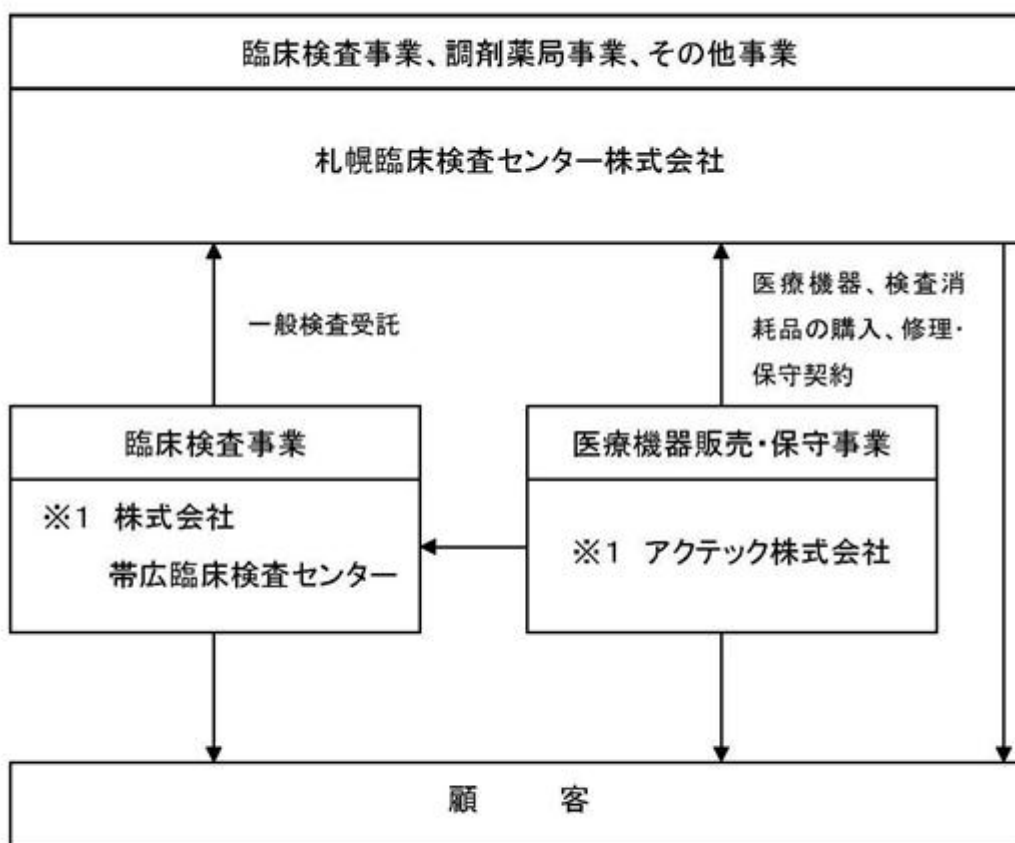 臨床検査事業、調剤薬局事業、その他事業
札幌臨床検査センター株式会社
一般検査受託
医療機器、検査消
耗品の購入、修理・
保守契約
臨床検査事業
※1 株式会社
帯広臨床検査センター
医療機器販売・保守事業
※1 アクテック株式会社
顧 客